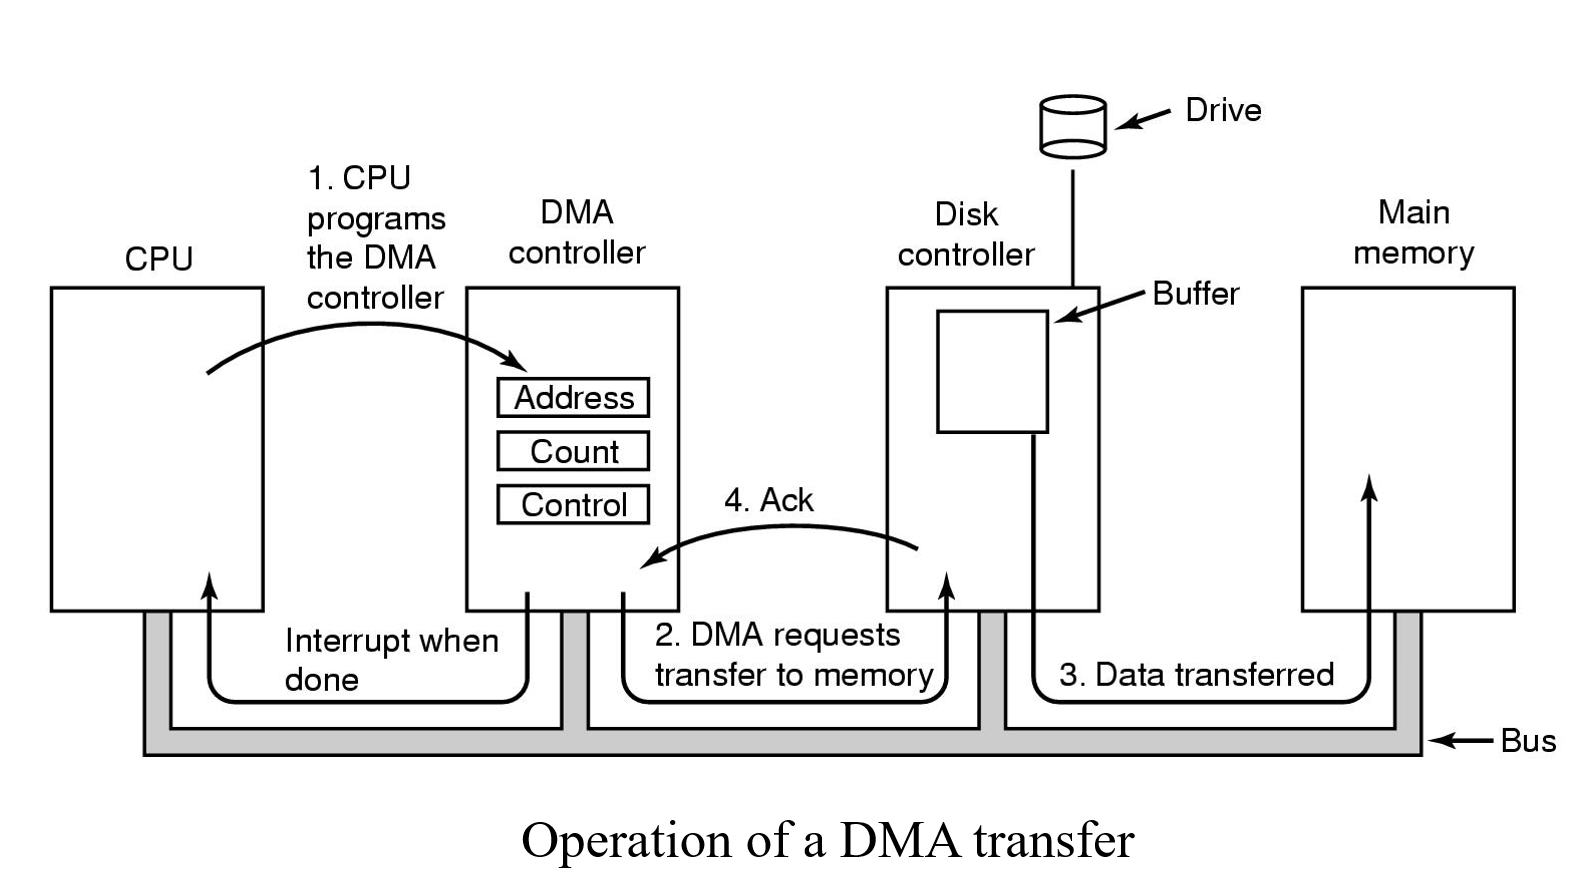 Drive
1. CPU
programs
the DMA
controller
CPU
DMA
controller
Disk
controller
Main
memory
Buffer
Address
Count
Control
4. Ack
Interrupt when
done
2. DMA requests
transfer to memory
3. Data transferred
Bus
Operation of a DMA transfer